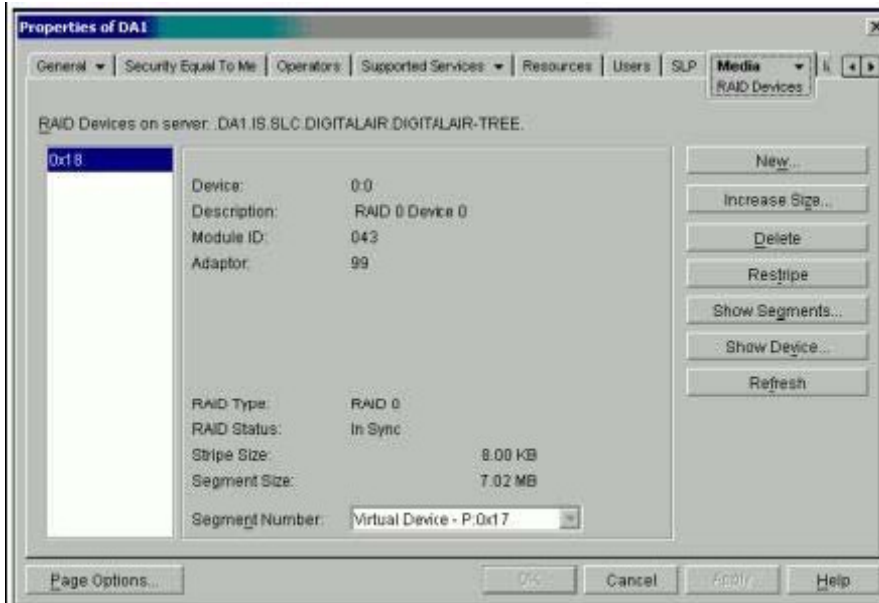 Properties of DA1
General
Security Equal To Me
Operators
Supported Services
Resources
Users
SLP
Media
RAID Devices
RAID Devices on server: .DA1.IS.SLC.DIGITALAIR.DIGITALAIR-TREE.
0x18
Device: 0:0
Description: RAID 0 Device 0
Module ID: 043
Adaptor: 99
RAID Type: RAID 0
RAID Status: In Sync
Stripe Size: 8.00 KB
Segment Size: 7.02 MB
Segment Number: Virtual Device - P:0x17
New...
Increase Size...
Delete
Restripe
Show Segments...
Show Device...
Refresh
Page Options...
OK
Cancel
Apply
Help